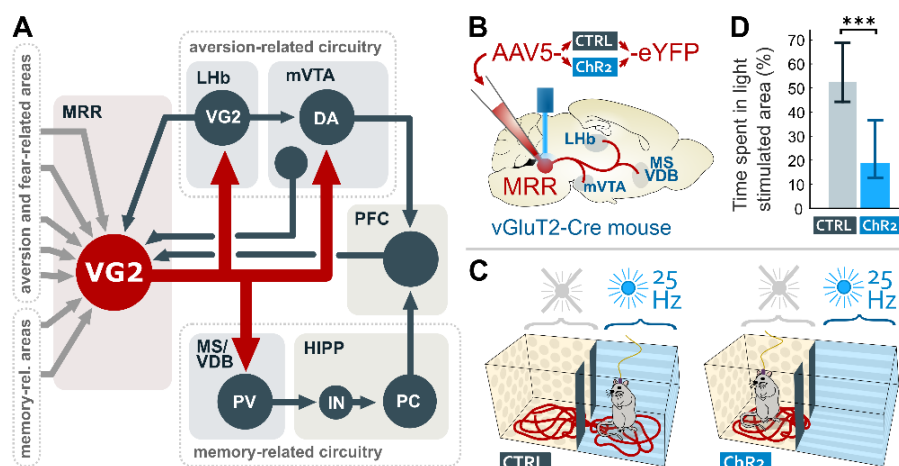 A
aversion-related circuitry
LHb
mVTA
MRR
VG2
DA
aversion and fear-related areas
PFC
VG2
memory-rel. areas
MS/
VDB
HIPP
PV
IN
PC
memory-related circuitry
B
CTRL
AAV5-
-eYFP
ChR2
LHb
MS
VDB
MRR
mVTA
vGluT2-Cre mouse
D
***
Time spent in light
stimulated area (%)
70
60
50
40
30
20
10
0
CTRL
ChR2
C
25
Hz
25
Hz
CTRL
ChR2